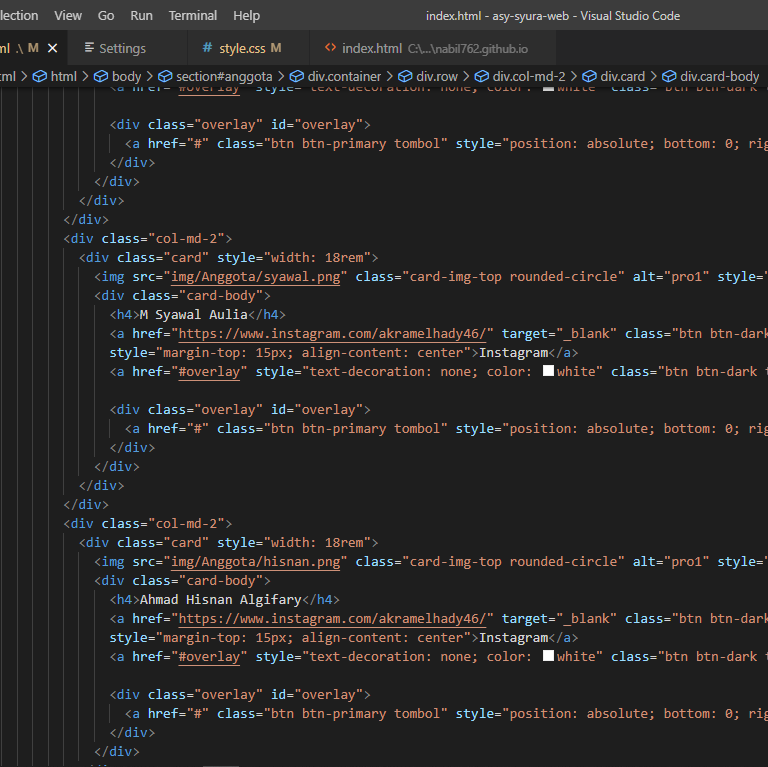 lection View Go Run Terminal Help index.html - asy-syura-web - Visual Studio Code
ml .\ M × Settings # style.css M <> index.html C:\...\nabil762.github.io
tml > html > body > section#anggota > div.container > div.row > div.col-md-2 > div.card > div.card-body
<a href="#overlay" style="text-decoration: none; color: white" class="btn btn-dark
<div class="overlay" id="overlay">
<a href="#" class="btn btn-primary tombol" style="position: absolute; bottom: 0; rig
</div>
</div>
</div>
</div>
<div class="col-md-2">
<div class="card" style="width: 18rem">
<img src="img/Anggota/syawal.png" class="card-img-top rounded-circle" alt="pro1" style="
<div class="card-body">
<h4>M Syawal Aulia</h4>
<a href="https://www.instagram.com/akramelhady46/" target="_blank" class="btn btn-dark
style="margin-top: 15px; align-content: center">Instagram</a>
<a href="#overlay" style="text-decoration: none; color: white" class="btn btn-dark t
<div class="overlay" id="overlay">
<a href="#" class="btn btn-primary tombol" style="position: absolute; bottom: 0; rig
</div>
</div>
</div>
</div>
<div class="col-md-2">
<div class="card" style="width: 18rem">
<img src="img/Anggota/hisnan.png" class="card-img-top rounded-circle" alt="pro1" style="
<div class="card-body">
<h4>Ahmad Hisnan Algifary</h4>
<a href="https://www.instagram.com/akramelhady46/" target="_blank" class="btn btn-dark
style="margin-top: 15px; align-content: center">Instagram</a>
<a href="#overlay" style="text-decoration: none; color: white" class="btn btn-dark t
<div class="overlay" id="overlay">
<a href="#" class="btn btn-primary tombol" style="position: absolute; bottom: 0; rig
</div>
</div>